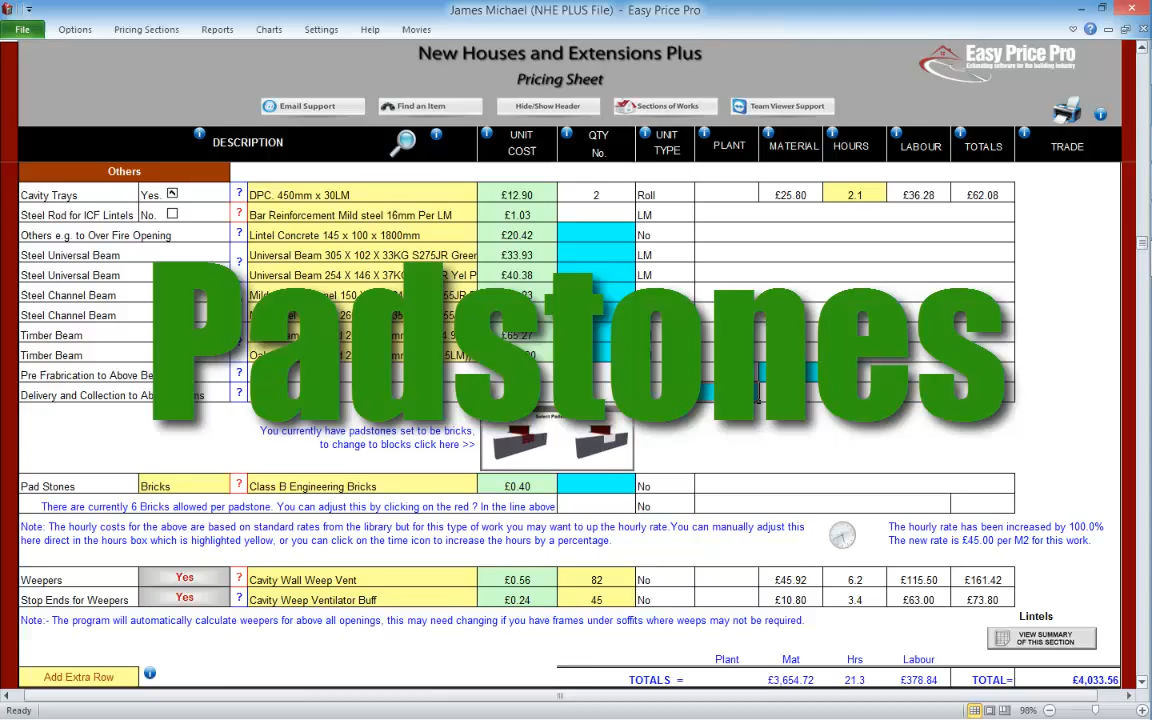 James Michael (NHE PLUS File) - Easy Price Pro
File Options Pricing Sections Reports Charts Settings Help Movies
New Houses and Extensions Plus
Pricing Sheet
Easy Price Pro
Estimating software for the building industry
Email Support Find an Item Hide/Show Header Sections of Works Team Viewer Support
DESCRIPTION UNIT COST QTY No. UNIT TYPE PLANT MATERIAL HOURS LABOUR TOTALS TRADE
Others
Cavity Trays Yes. ? DPC. 450mm x 30LM £12.90 2 Roll £25.80 2.1 £36.28 £62.08
Steel Rod for ICF Lintels No. ? Bar Reinforcement Mild steel 16mm Per LM £1.03 LM
Others e.g. to Over Fire Opening ? Lintel Concrete 145 x 100 x 1800mm £20.42 No
Steel Universal Beam ? Universal Beam 305 X 102 X 33KG S275JR Green £33.93 LM
Steel Universal Beam Universal Beam 254 X 146 X 37KG £40.38 LM
Steel Channel Beam
Steel Channel Beam
Timber Beam
Timber Beam
Pre Frabrication to Above ?
Delivery and Collection to ?
Padstones
You currently have padstones set to be bricks,
to change to blocks click here >>
Pad Stones Bricks ? Class B Engineering Bricks £0.40 No
There are currently 6 Bricks allowed per padstone. You can adjust this by clicking on the red ? In the line above No
Note: The hourly costs for the above are based on standard rates from the library but for this type of work you may want to up the hourly rate.You can manually adjust this
here direct in the hours box which is highlighted yellow, or you can click on the time icon to increase the hours by a percentage.
The hourly rate has been increased by 100.0%
The new rate is £45.00 per M2 for this work.
Weepers Yes ? Cavity Wall Weep Vent £0.56 82 No £45.92 6.2 £115.50 £161.42
Stop Ends for Weepers Yes ? Cavity Weep Ventilator Buff £0.24 45 No £10.80 3.4 £63.00 £73.80
Note:- The program will automatically calculate weepers for above all openings, this may need changing if you have frames under soffits where weeps may not be required.
Lintels
VIEW SUMMARY
OF THIS SECTION
Plant Mat Hrs Labour
Add Extra Row TOTALS = £3,654.72 21.3 £378.84 TOTAL= £4,033.56
Ready 98%